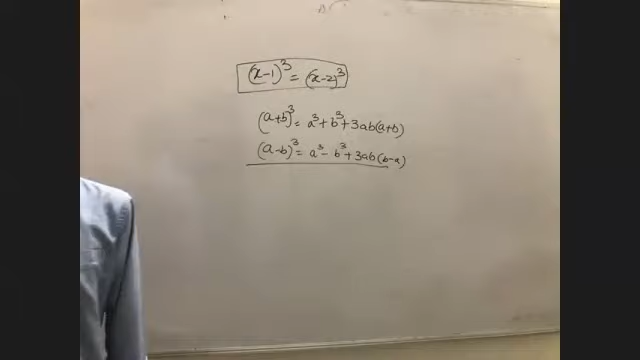 (x-1)³ = (x-2)³
(a+b)³ = a³ + b³ + 3ab(a+b)
(a-b)³ = a³ - b³ + 3ab(b-a)